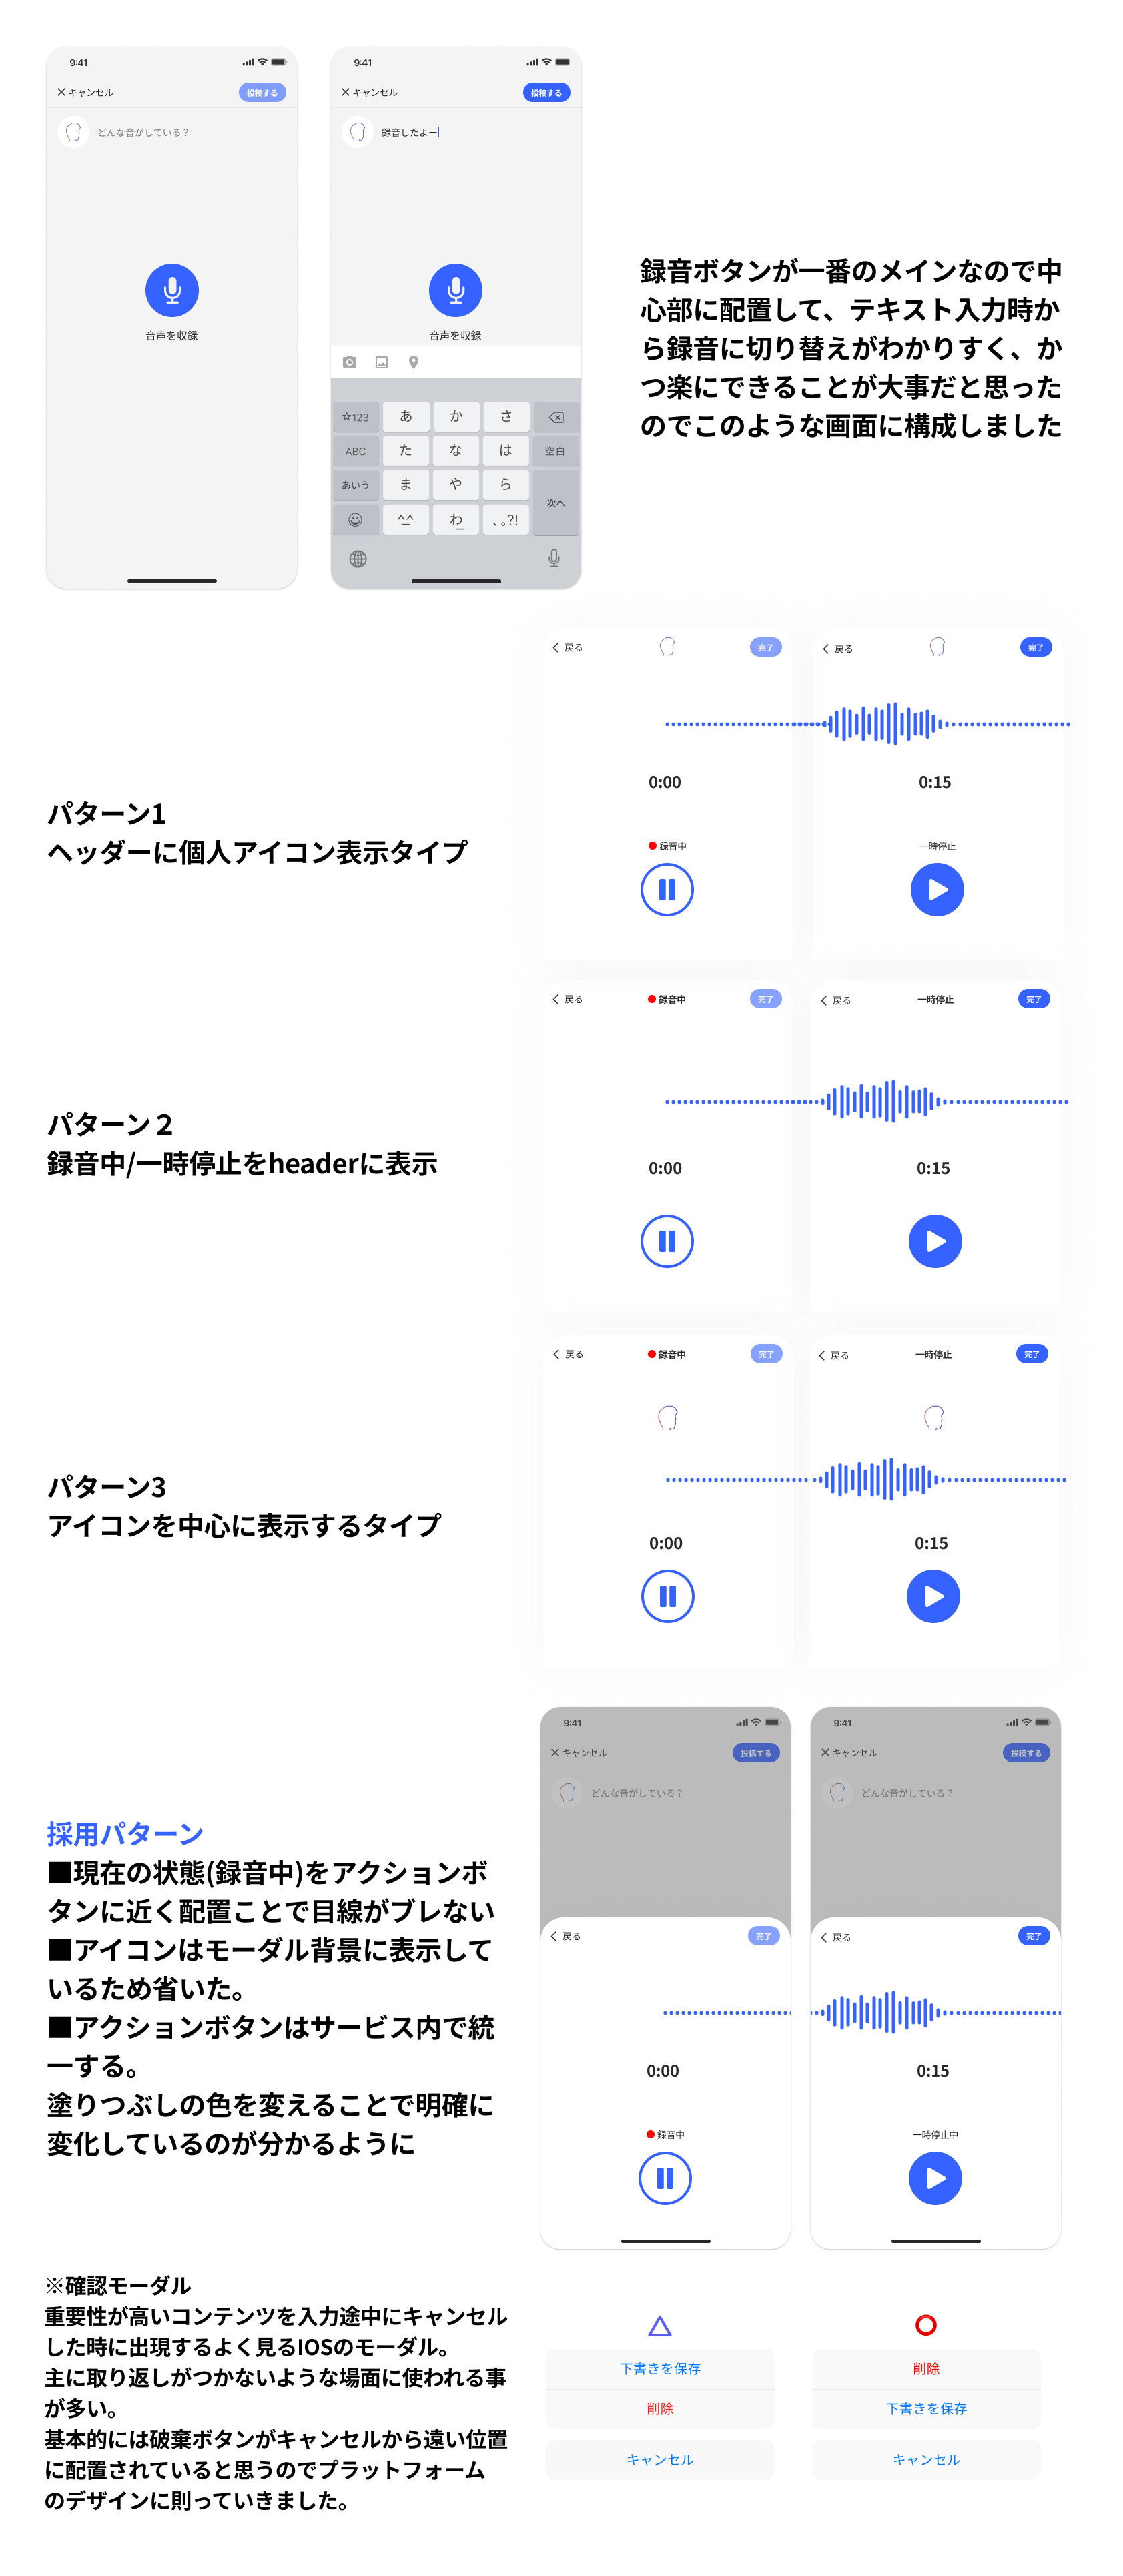 9:41
キャンセル
投稿する
どんな音がしている？
音声を収録
9:41
キャンセル
投稿する
録音したよー
音声を収録
☆123
あ
か
さ
ABC
た
な
は
空白
あいう
ま
や
ら
次へ
^_^
わ_
、。?!
録音ボタンが一番のメインなので中
心部に配置して、テキスト入力時か
ら録音に切り替えがわかりすく、か
つ楽にできることが大事だと思った
のでこのような画面に構成しました
パターン1
ヘッダーに個人アイコン表示タイプ
戻る
完了
0:00
録音中
戻る
完了
0:15
一時停止
パターン２
録音中/一時停止をheaderに表示
戻る
録音中
完了
0:00
戻る
一時停止
完了
0:15
パターン3
アイコンを中心に表示するタイプ
戻る
録音中
完了
0:00
戻る
一時停止
完了
0:15
採用パターン
■現在の状態(録音中)をアクションボ
タンに近く配置ことで目線がブレない
■アイコンはモーダル背景に表示して
いるため省いた。
■アクションボタンはサービス内で統
一する。
塗りつぶしの色を変えることで明確に
変化しているのが分かるように
9:41
キャンセル
投稿する
どんな音がしている？
戻る
完了
0:00
録音中
9:41
キャンセル
投稿する
どんな音がしている？
戻る
完了
0:15
一時停止中
※確認モーダル
重要性が高いコンテンツを入力途中にキャンセル
した時に出現するよく見るIOSのモーダル。
主に取り返しがつかないような場面に使われる事
が多い。
基本的には破棄ボタンがキャンセルから遠い位置
に配置されていると思うのでプラットフォーム
のデザインに則っていきました。
下書きを保存
削除
キャンセル
削除
下書きを保存
キャンセル